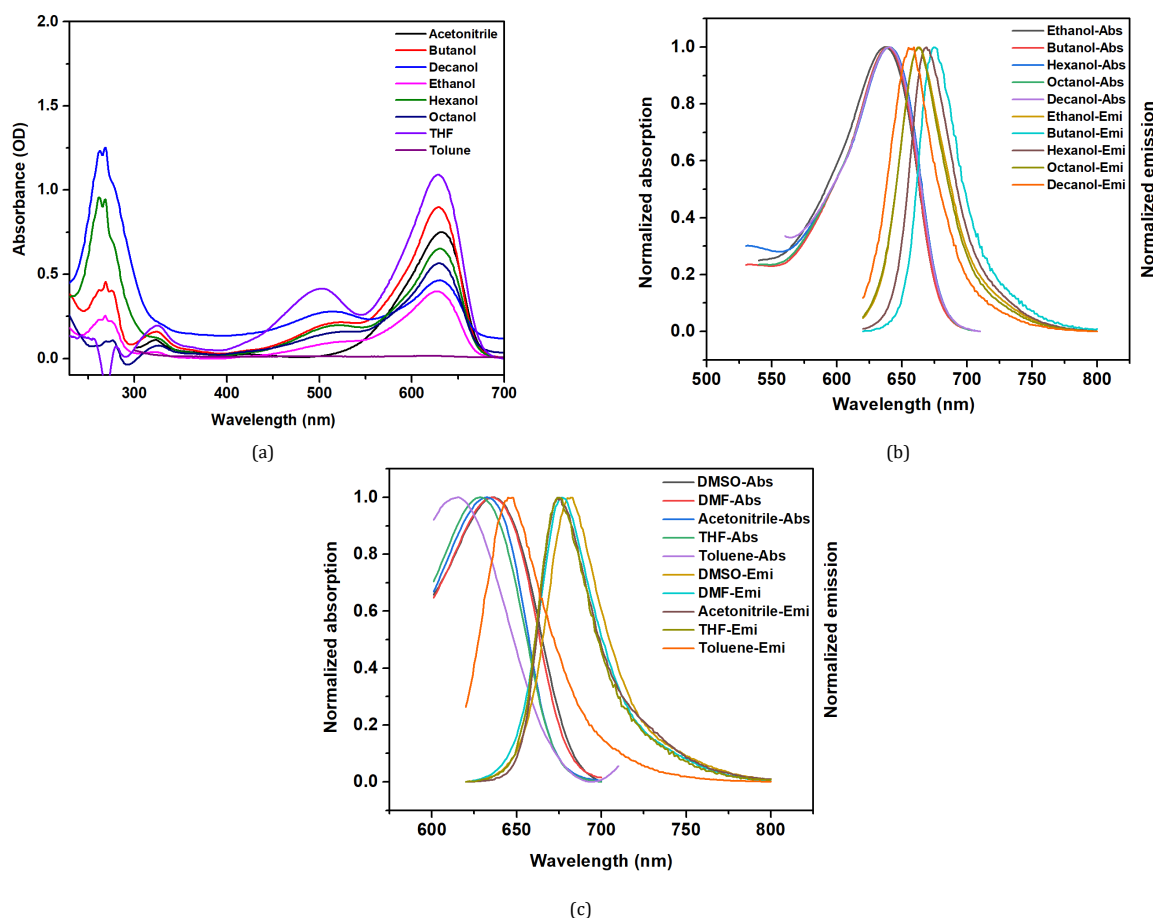 2.0
1.5
1.0
0.5
0.0
Absorbance (OD)
300
400
500
600
700
Wavelength (nm)
Acetonitrile
Butanol
Decanol
Ethanol
Hexanol
Octanol
THF
Tolune
(a)
1.0
0.8
0.6
0.4
0.2
0.0
Normalized absorption
Normalized emission
500
550
600
650
700
750
800
Wavelength (nm)
Ethanol-Abs
Butanol-Abs
Hexanol-Abs
Octanol-Abs
Decanol-Abs
Ethanol-Emi
Butanol-Emi
Hexanol-Emi
Octanol-Emi
Decanol-Emi
(b)
1.0
0.8
0.6
0.4
0.2
0.0
Normalized absorption
Normalized emission
600
650
700
750
800
Wavelength (nm)
DMSO-Abs
DMF-Abs
Acetonitrile-Abs
THF-Abs
Toluene-Abs
DMSO-Emi
DMF-Emi
Acetonitrile-Emi
THF-Emi
Toluene-Emi
(c)